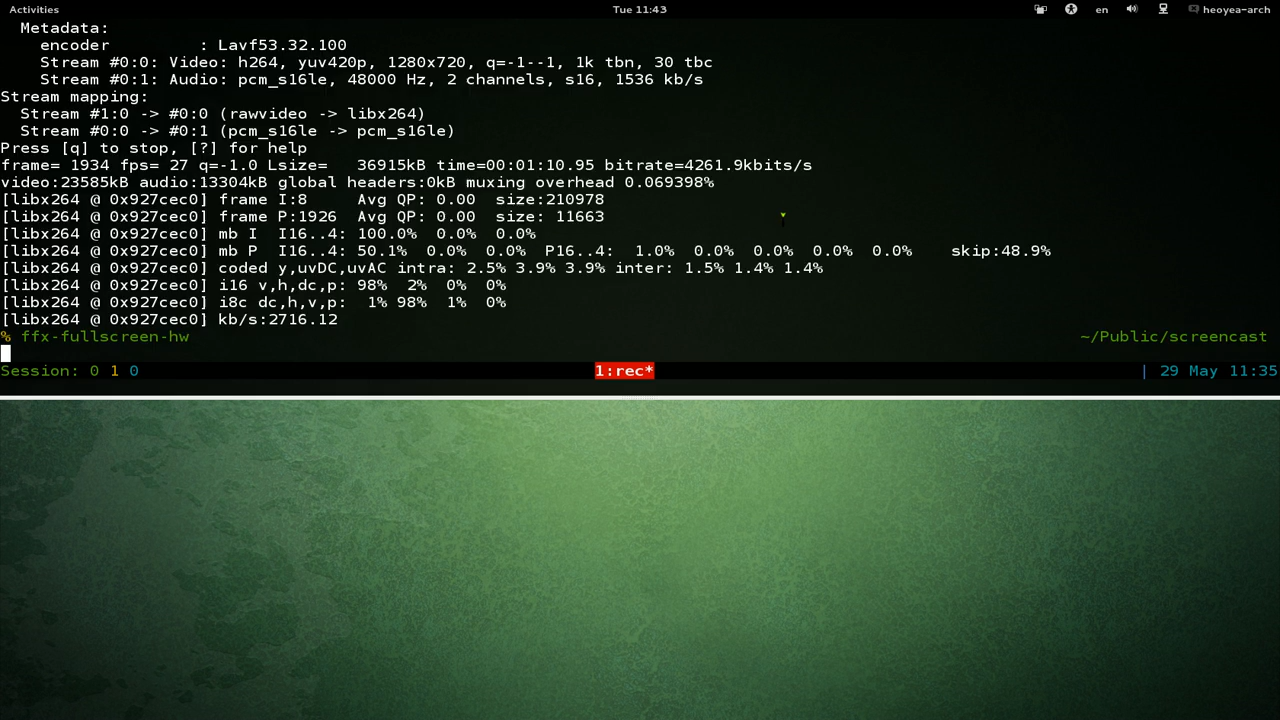 Activities Tue 11:43 en heoyea-arch
Metadata:
encoder : Lavf53.32.100
Stream #0:0: Video: h264, yuv420p, 1280x720, q=-1--1, 1k tbn, 30 tbc
Stream #0:1: Audio: pcm_s16le, 48000 Hz, 2 channels, s16, 1536 kb/s
Stream mapping:
Stream #1:0 -> #0:0 (rawvideo -> libx264)
Stream #0:0 -> #0:1 (pcm_s16le -> pcm_s16le)
Press [q] to stop, [?] for help
frame= 1934 fps= 27 q=-1.0 Lsize= 36915kB time=00:01:10.95 bitrate=4261.9kbits/s
video:23585kB audio:13304kB global headers:0kB muxing overhead 0.069398%
[libx264 @ 0x927cec0] frame I:8 Avg QP: 0.00 size:210978
[libx264 @ 0x927cec0] frame P:1926 Avg QP: 0.00 size: 11663
[libx264 @ 0x927cec0] mb I I16..4: 100.0% 0.0% 0.0%
[libx264 @ 0x927cec0] mb P I16..4: 50.1% 0.0% 0.0% P16..4: 1.0% 0.0% 0.0% 0.0% 0.0% skip:48.9%
[libx264 @ 0x927cec0] coded y,uvDC,uvAC intra: 2.5% 3.9% 3.9% inter: 1.5% 1.4% 1.4%
[libx264 @ 0x927cec0] i16 v,h,dc,p: 98% 2% 0% 0%
[libx264 @ 0x927cec0] i8c dc,h,v,p: 1% 98% 1% 0%
[libx264 @ 0x927cec0] kb/s:2716.12
% ffx-fullscreen-hw ~/Public/screencast
Session: 0 1 0 1:rec* | 29 May 11:35